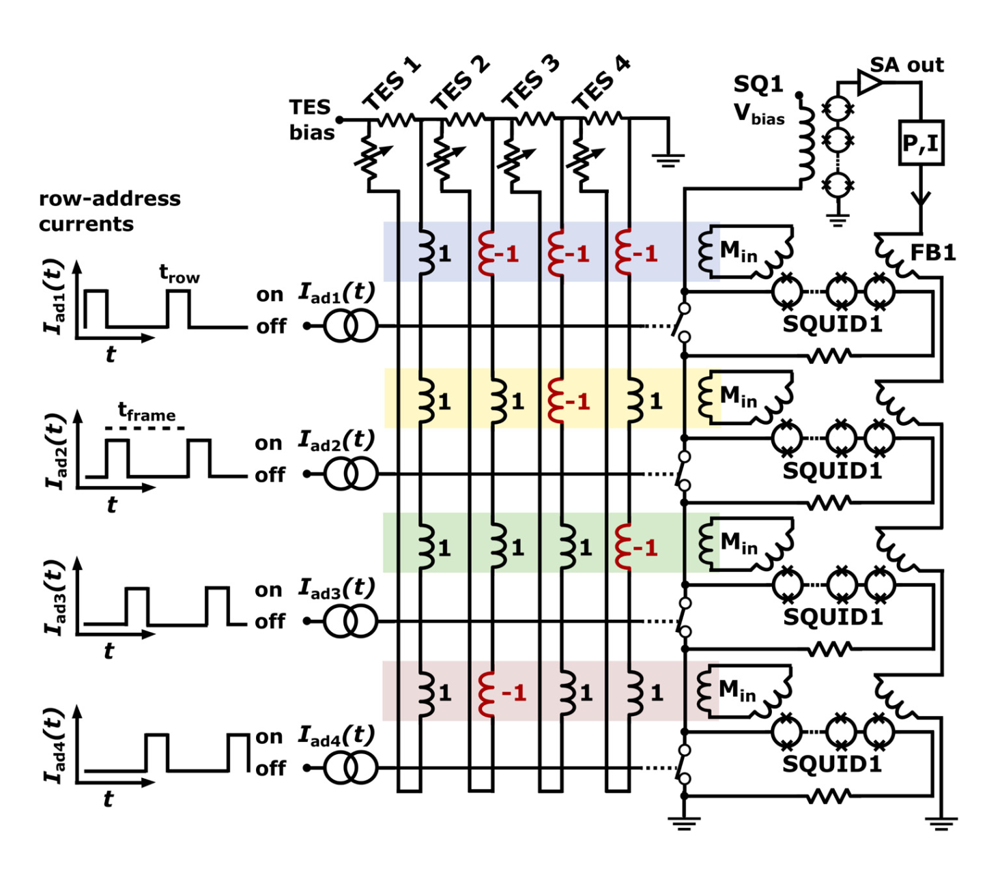 TES 1
TES 2
TES 3
TES 4
TES
bias
SQ1
Vbias
SA out
P,I
FB1
row-address
currents
Iad1(t)
trow
t
on
off
Iad1(t)
1
-1
-1
-1
Min
SQUID1
Iad2(t)
tframe
t
on
off
Iad2(t)
1
1
-1
1
Min
SQUID1
Iad3(t)
t
on
off
Iad3(t)
1
1
1
-1
Min
SQUID1
Iad4(t)
t
on
off
Iad4(t)
1
-1
1
1
Min
SQUID1